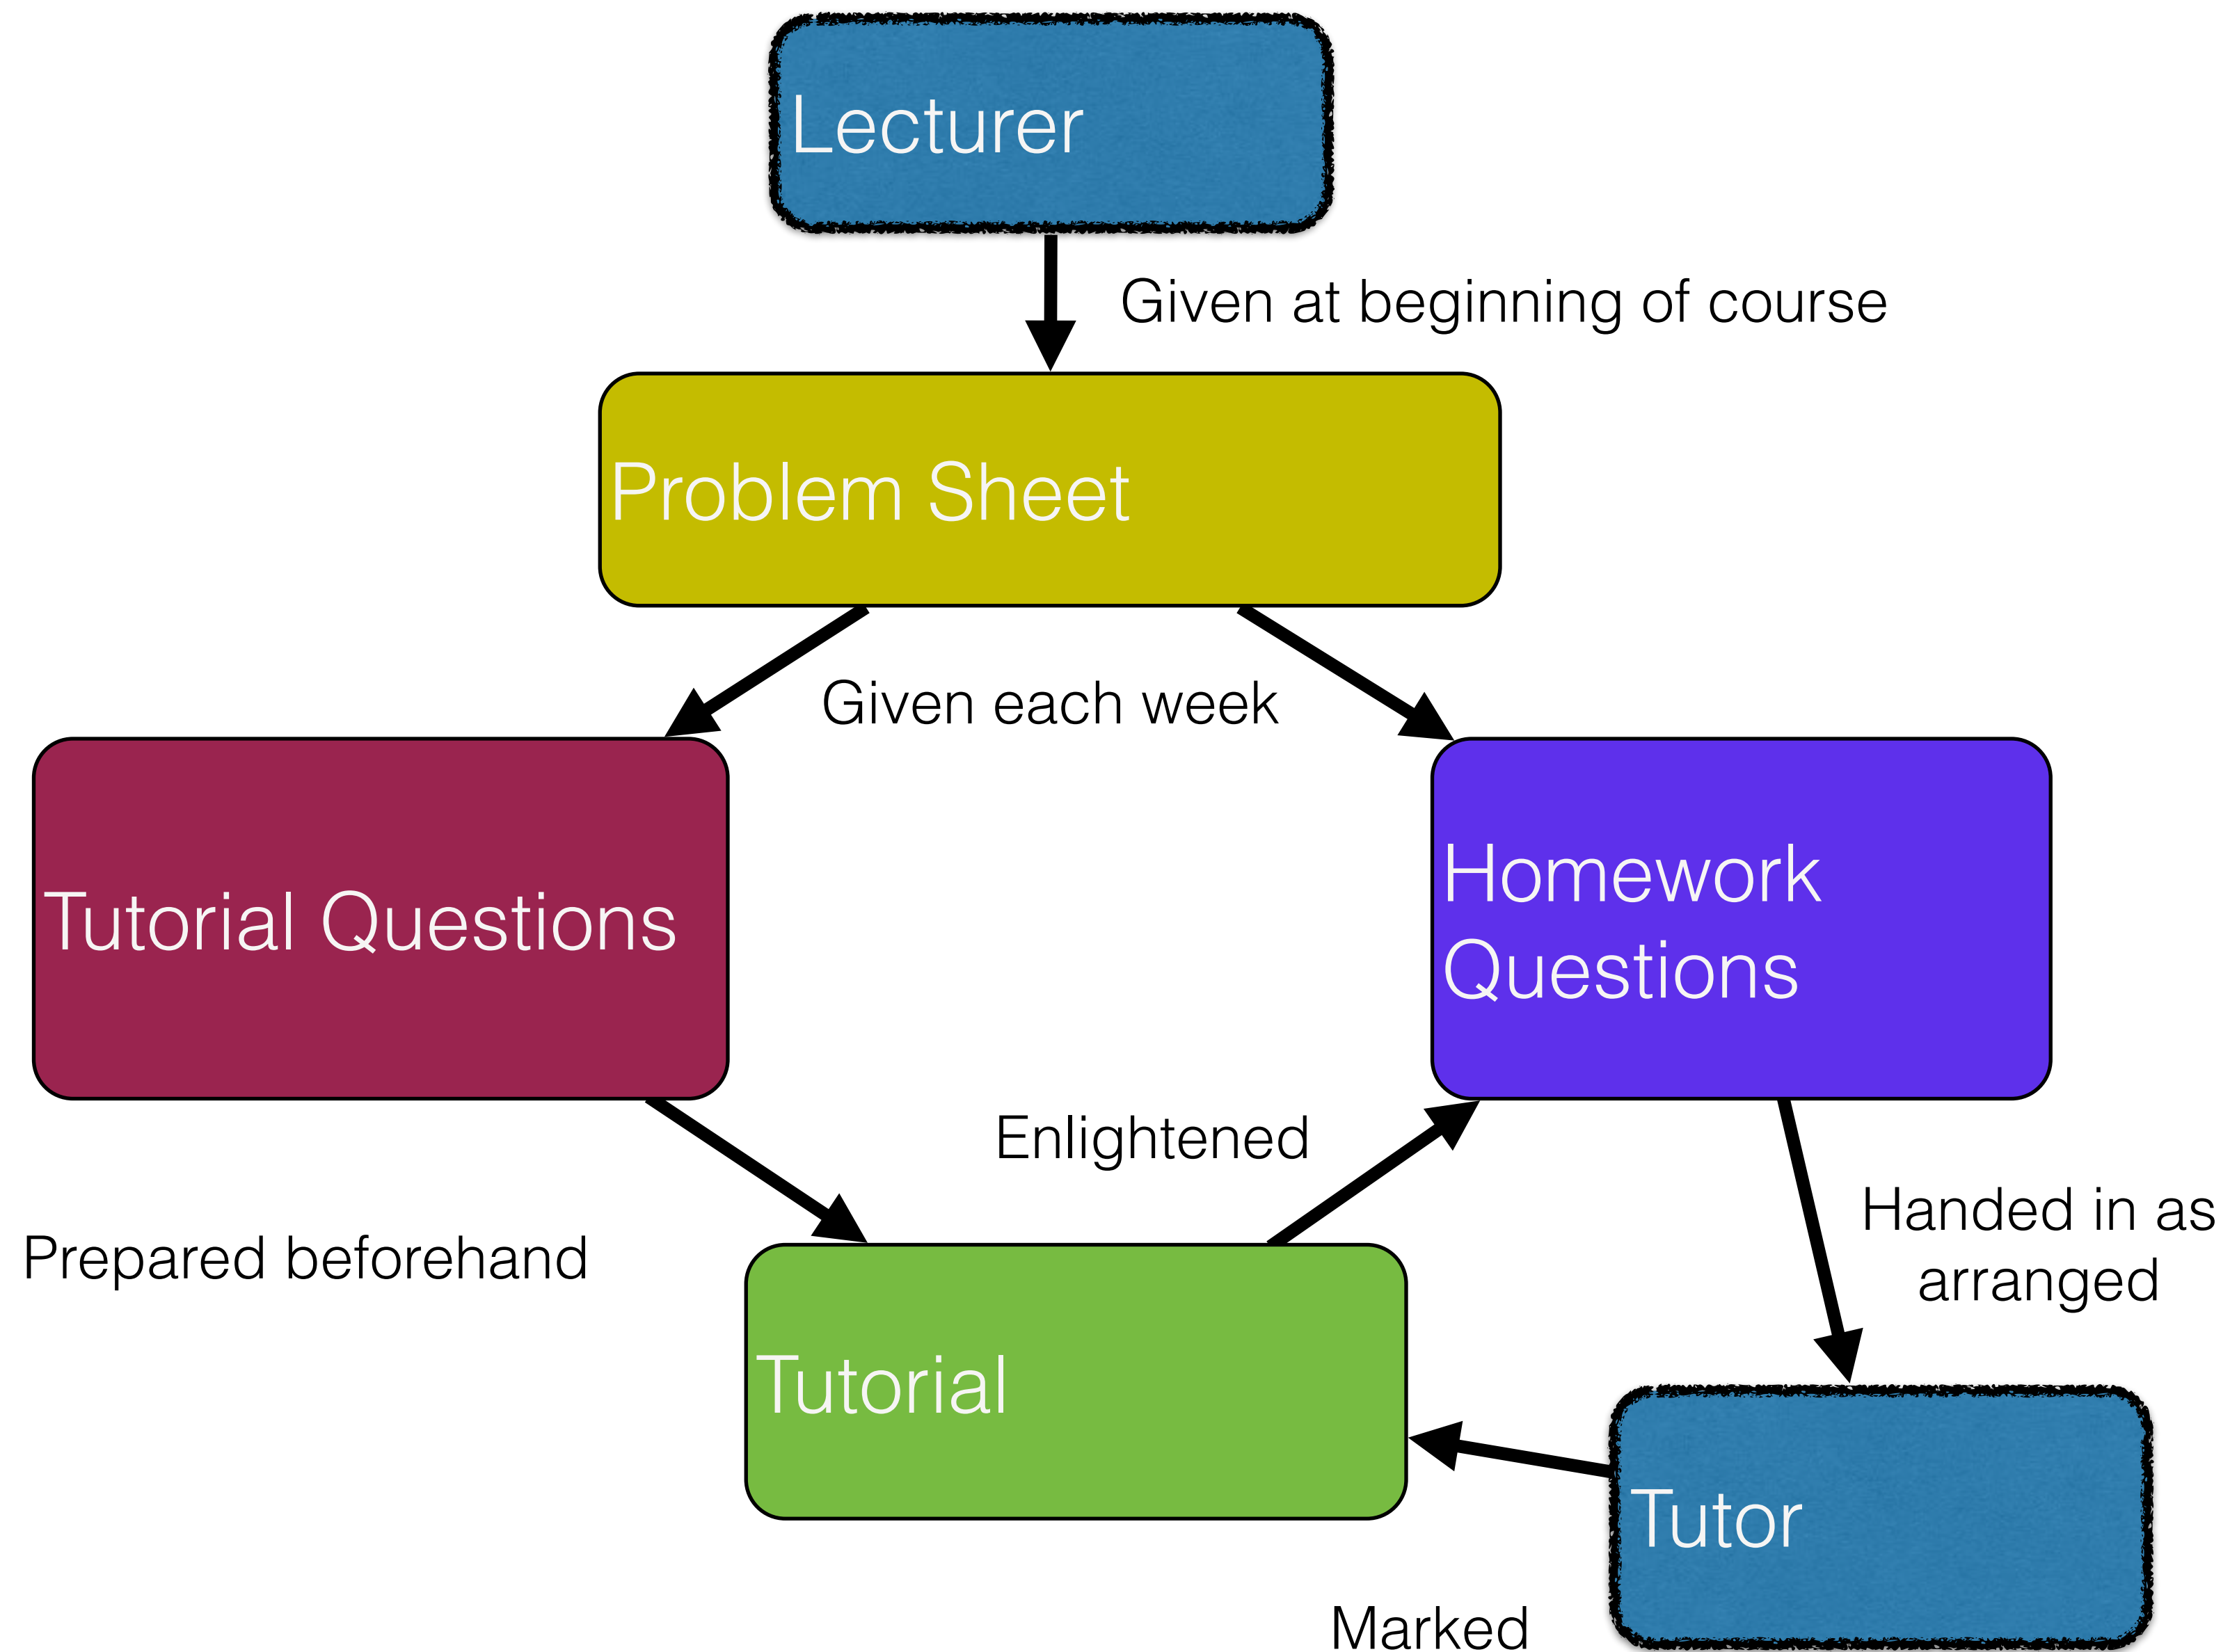 Lecturer
Given at beginning of course
Problem Sheet
Given each week
Tutorial Questions
Homework
Questions
Enlightened
Prepared beforehand
Handed in as
arranged
Tutorial
Tutor
Marked